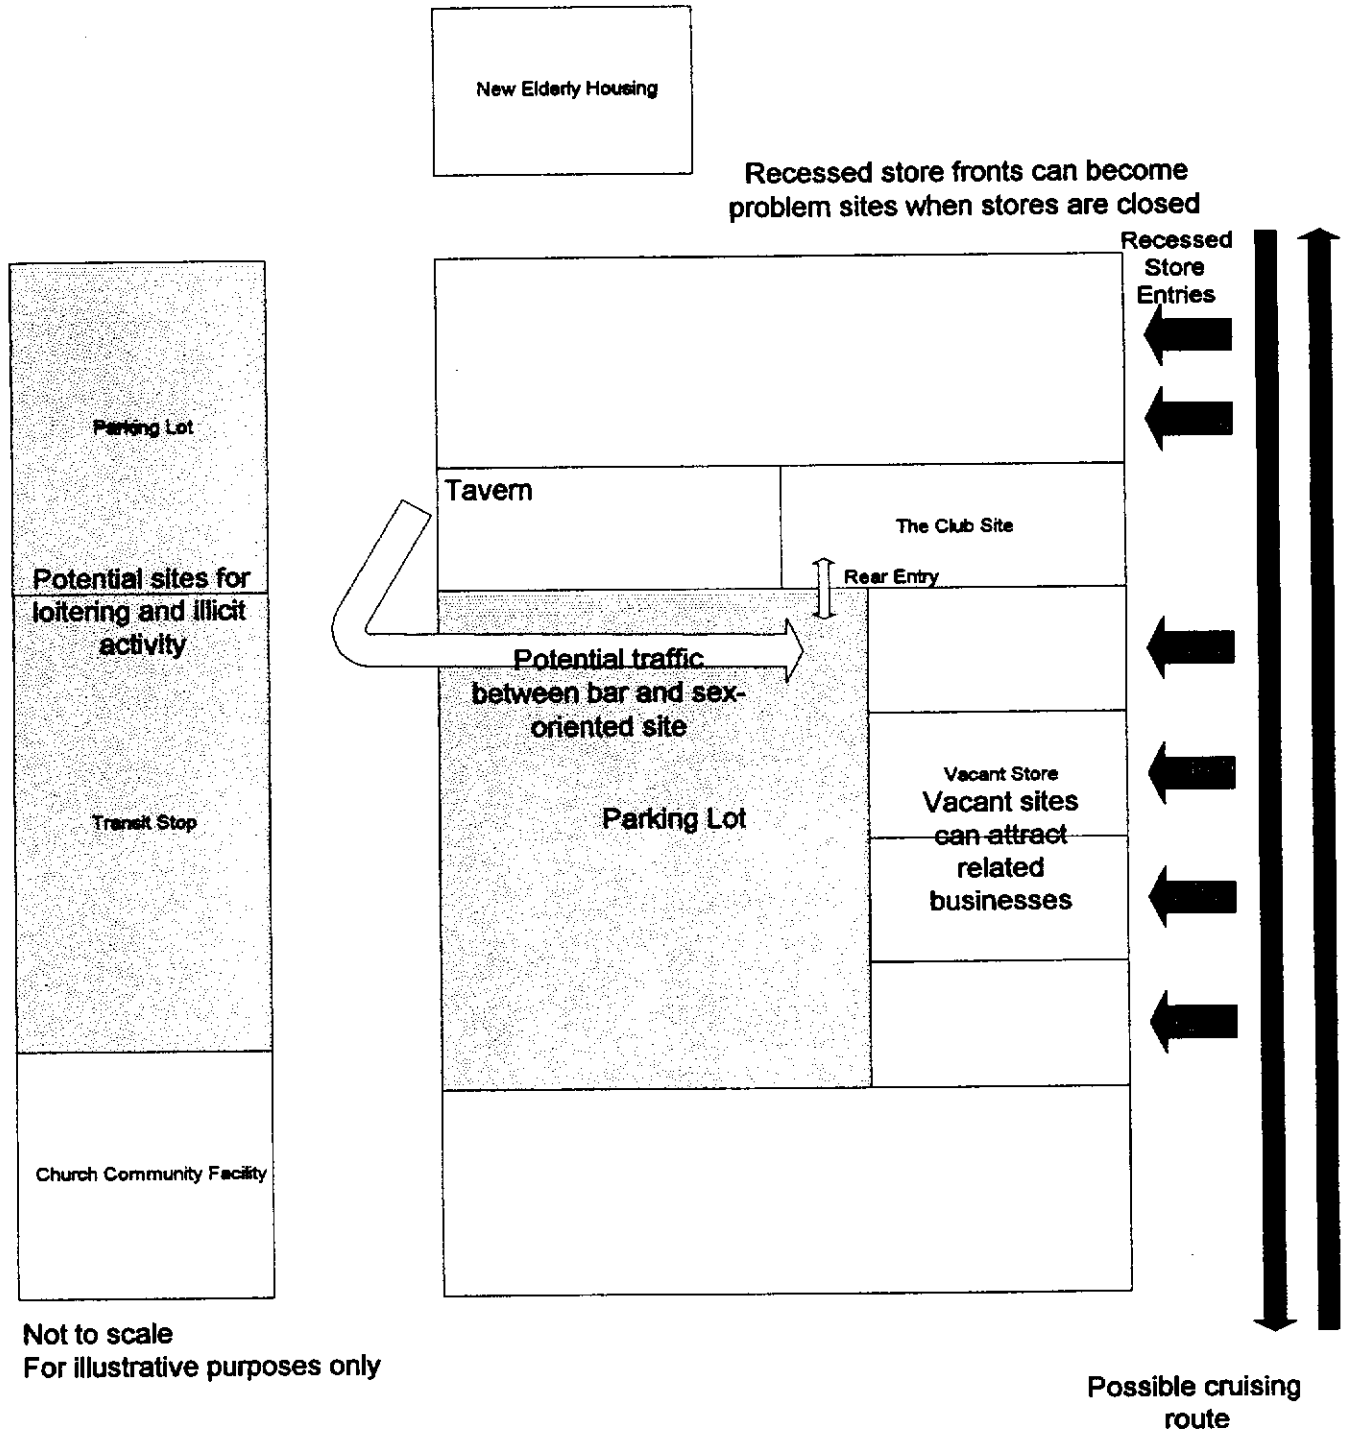 New Elderly Housing
Recessed store fronts can become
problem sites when stores are closed
Recessed
Store
Entries
Parking Lot
Tavern
The Club Site
Rear Entry
Potential sites for
loitering and illicit
activity
Potential traffic
between bar and sex-
oriented site
Vacant Store
Vacant sites
can attract
related
businesses
Parking Lot
Transit Stop
Church Community Facility
Not to scale
For illustrative purposes only
Possible cruising
route